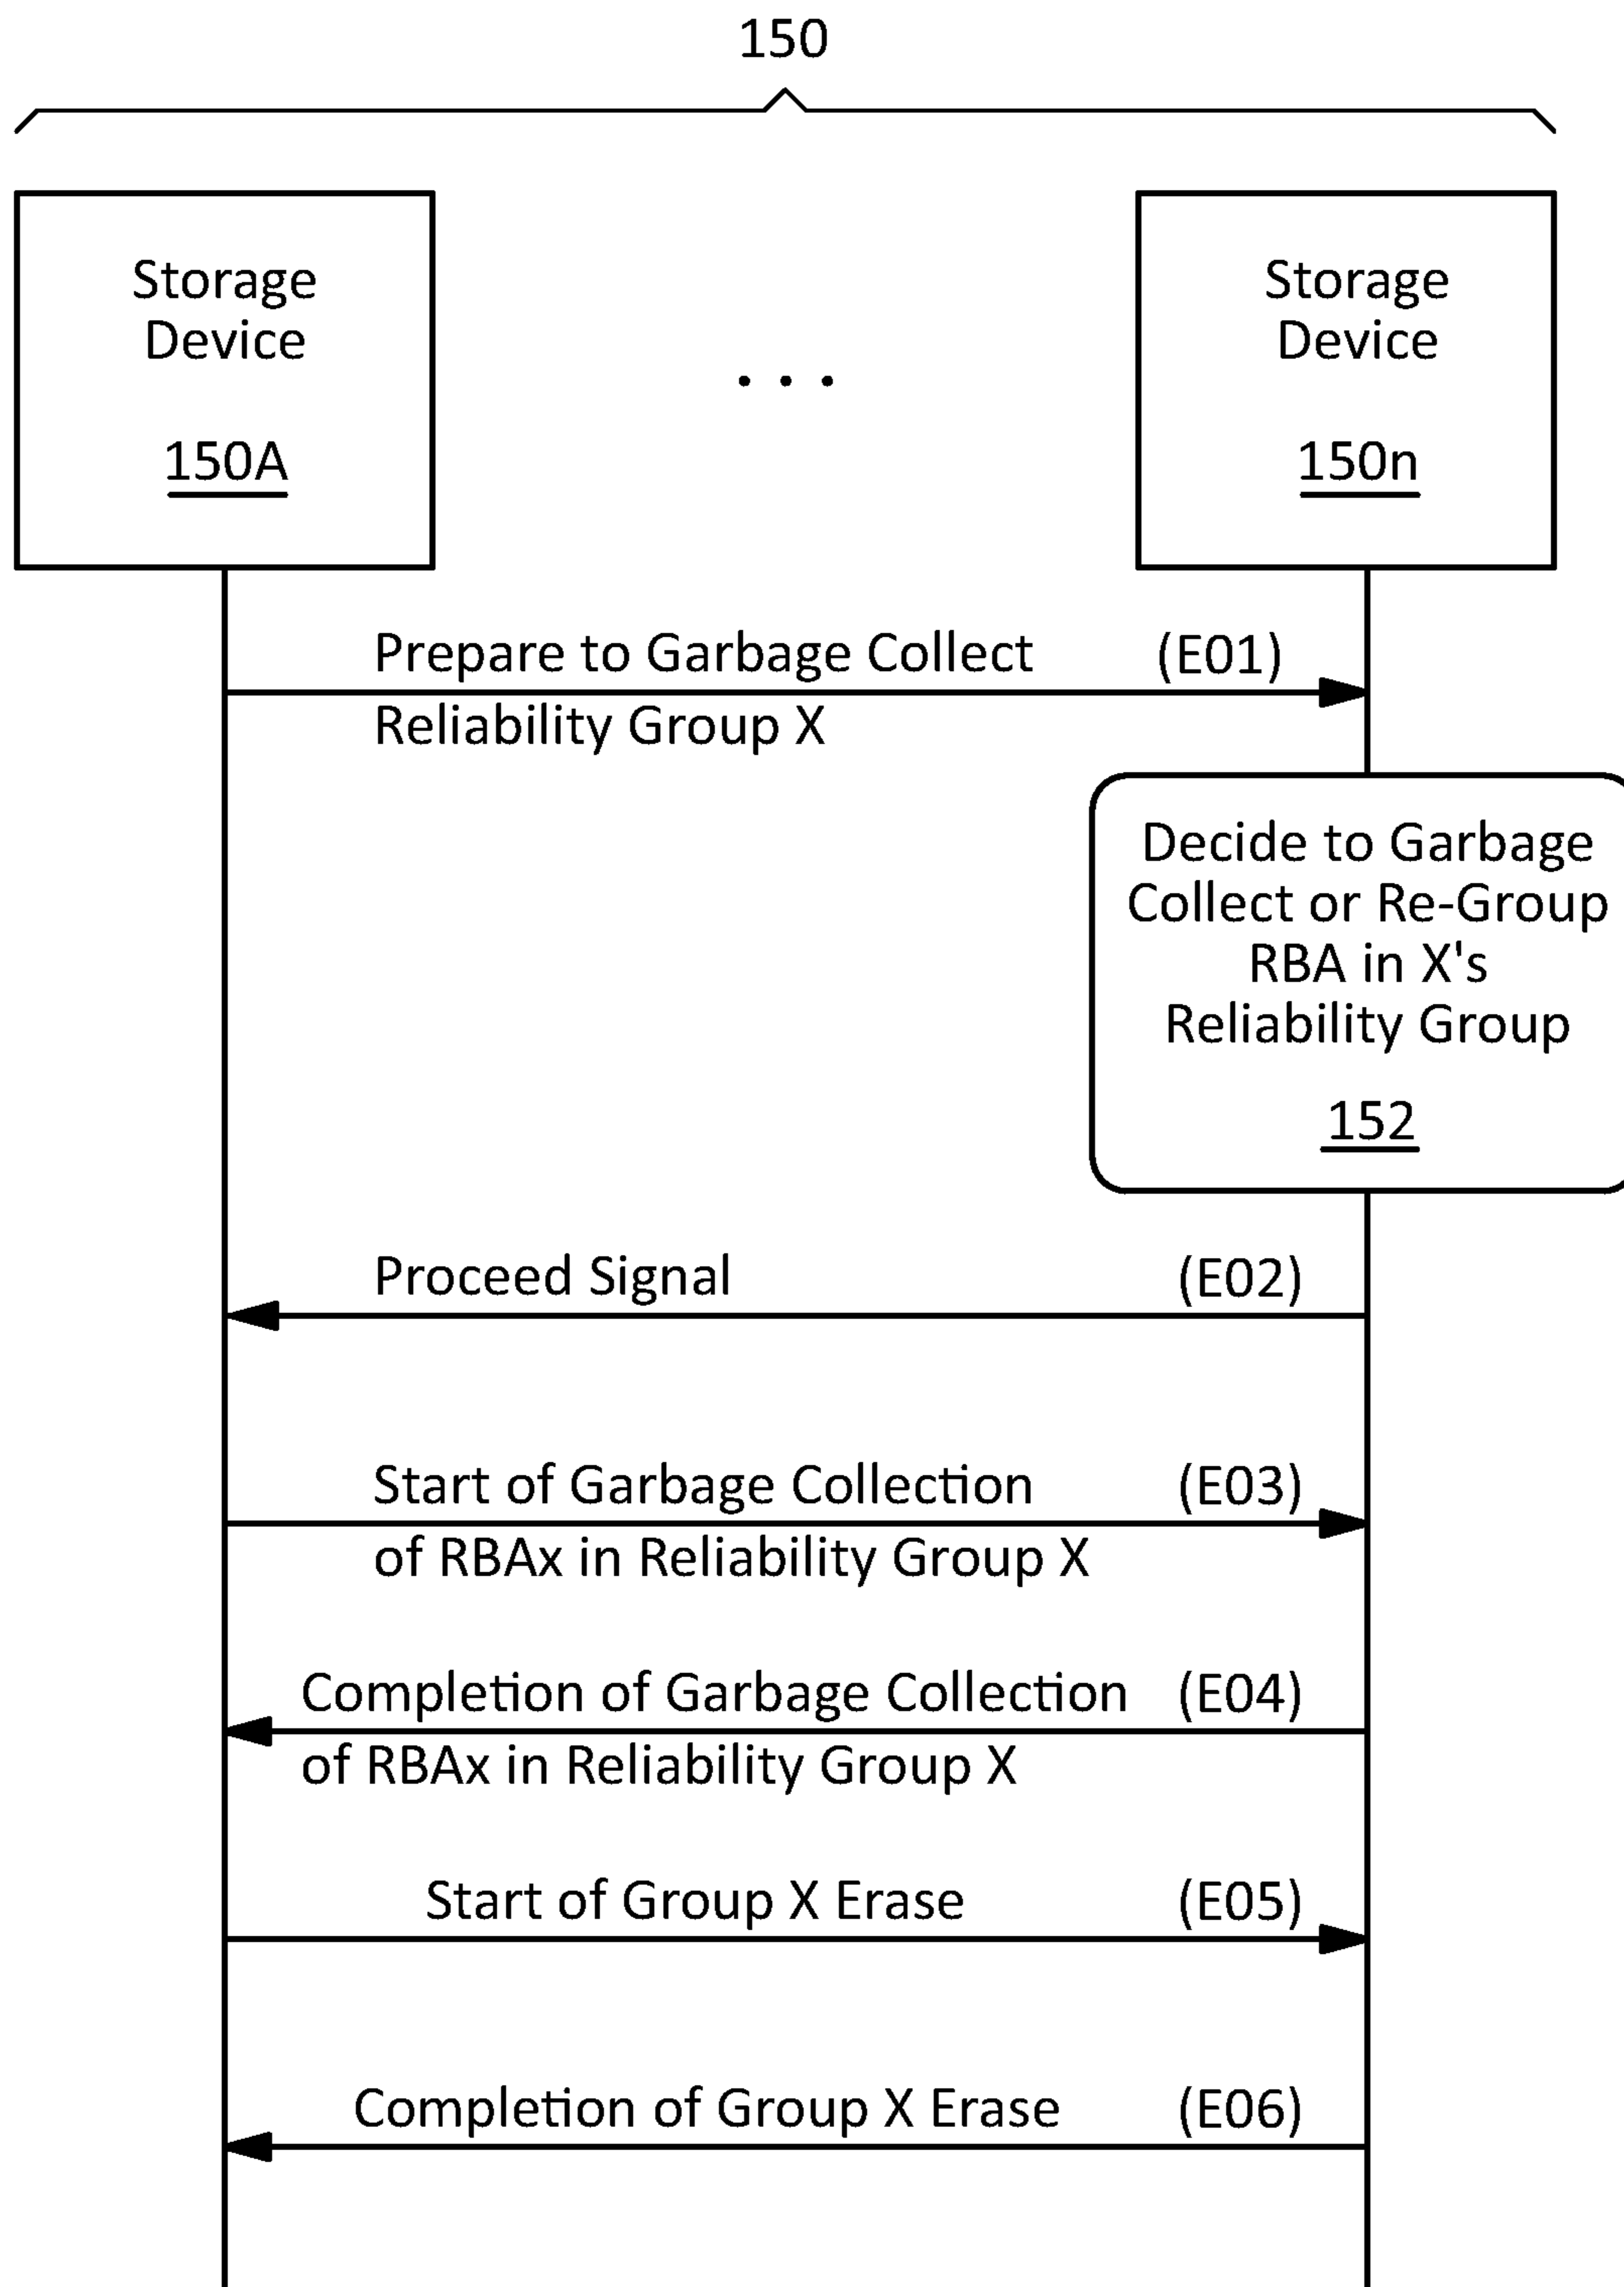 150
Storage
Device
150A
. . .
Storage
Device
150n
Prepare to Garbage Collect (E01)
Reliability Group X
Decide to Garbage
Collect or Re-Group
RBA in X's
Reliability Group
152
Proceed Signal (E02)
Start of Garbage Collection (E03)
of RBAx in Reliability Group X
Completion of Garbage Collection (E04)
of RBAx in Reliability Group X
Start of Group X Erase (E05)
Completion of Group X Erase (E06)